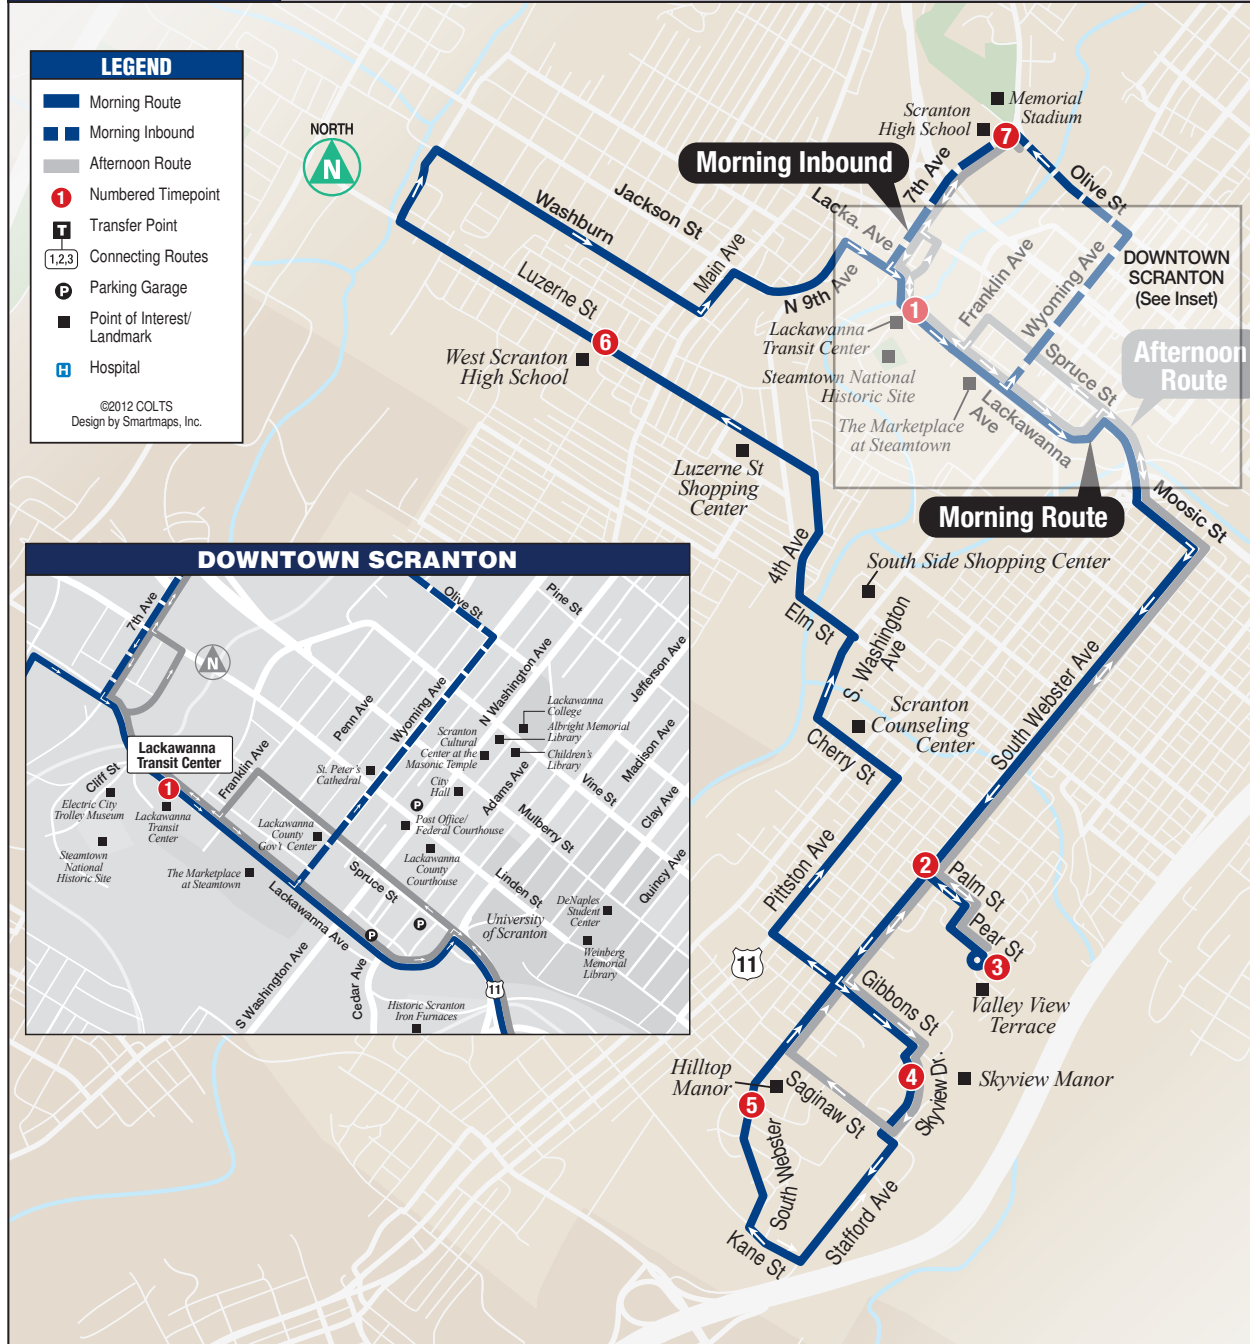 LEGEND
Morning Route
Morning Inbound
Afternoon Route
1 Numbered Timepoint
T Transfer Point
1,2,3 Connecting Routes
P Parking Garage
Point of Interest/
Landmark
H Hospital
©2012 COLTS
Design by Smartmaps, Inc.
NORTH
N
Memorial
Stadium
Scranton
High School
7
Morning Inbound
7th Ave
Olive St
Lacka. Ave
Jackson St
Washburn
Main Ave
Luzerne St
N 9th Ave
Franklin Ave
Wyoming Ave
DOWNTOWN
SCRANTON
(See Inset)
1
Lackawanna
Transit Center
Spruce St
Afternoon
Route
6
West Scranton
High School
Steamtown National
Historic Site
The Marketplace
at Steamtown
Lackawanna
Ave
Luzerne St
Shopping
Center
Morning Route
Moosic St
4th Ave
South Side Shopping Center
Elm St
S. Washington
Ave
Scranton
Counseling
Center
South Webster Ave
Cherry St
Pittston Ave
2
Palm St
Pear St
3
Valley View
Terrace
11
Gibbons St
Hilltop
Manor
4
Skyview Dr.
Skyview Manor
5
Saginaw St
South Webster
Stafford Ave
Kane St
DOWNTOWN SCRANTON
7th Ave
N
Olive St
Pine St
Penn Ave
Wyoming Ave
N Washington Ave
Jefferson Ave
Lackawanna
College
Albright Memorial
Library
Scranton
Cultural
Center at the
Masonic Temple
Children's
Library
Madison Ave
Lackawanna
Transit Center
Cliff St
Franklin Ave
St. Peter's
Cathedral
City
Hall
Adams Ave
Vine St
1
Electric City
Trolley Museum
Lackawanna
Transit
Center
P
Post Office/
Federal Courthouse
Mulberry St
Clay Ave
Lackawanna
County
Gov't Center
Steamtown
National
Historic Site
The Marketplace
at Steamtown
Spruce St
Lackawanna
County
Courthouse
Linden St
Quincy Ave
Lackawanna Ave
DeNaples
Student
Center
P
P
University
of Scranton
Weinberg
Memorial
Library
S Washington Ave
Cedar Ave
11
Historic Scranton
Iron Furnaces